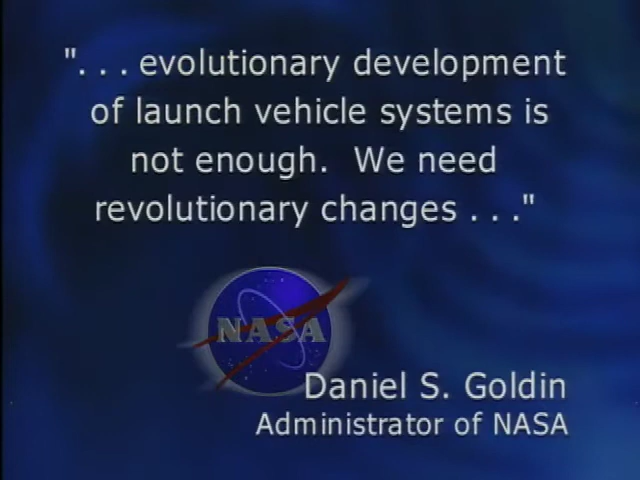 ". . . evolutionary development
of launch vehicle systems is
not enough.  We need
revolutionary changes . . ."
NASA
Daniel S. Goldin
Administrator of NASA